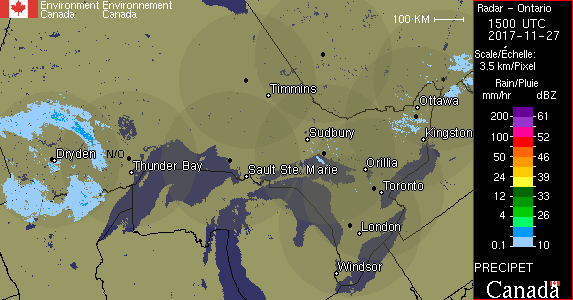 Environment Environnement
Canada Canada
100 KM
Radar - Ontario
1500 UTC
2017-11-27
Scale/Échelle:
3.5 km/Pixel
Rain/Pluie
mm/hr dBZ
200 61
100 52
50 46
24 39
12 33
4 26
0.1 10
PRECIPET
Canada
Timmins
Ottawa
Sudbury
Kingston
Dryden
N/O
Thunder Bay
Sault Ste. Marie
Orillia
Toronto
London
Windsor